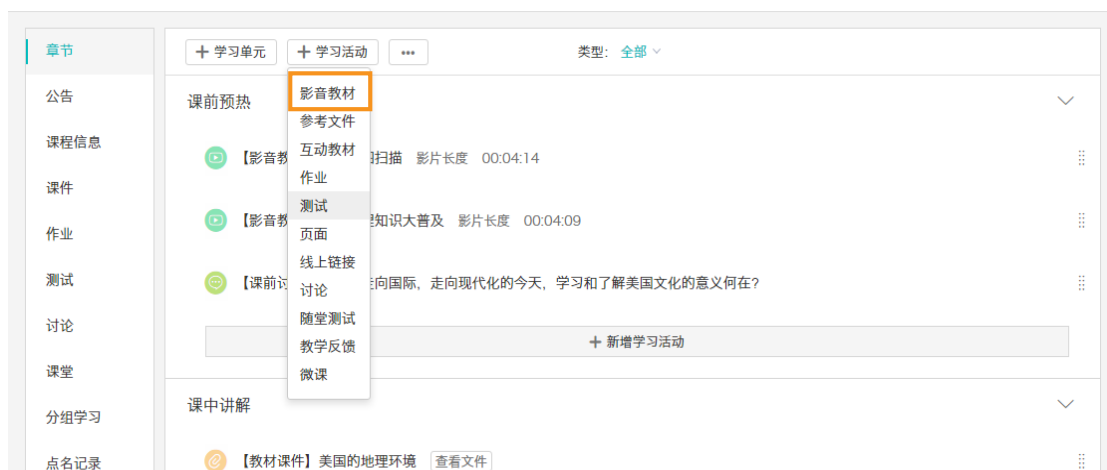 章节
公告
课程信息
课件
作业
测试
讨论
课堂
分组学习
点名记录
+ 学习单元
+ 学习活动
•••
类型: 全部
影音教材
参考文件
互动教材
作业
测试
页面
线上链接
讨论
随堂测试
教学反馈
微课
课前预热
【影音教 扫描 影片长度 00:04:14
【影音教 知识大普及 影片长度 00:04:09
【课前讨 走向国际，走向现代化的今天，学习和了解美国文化的意义何在?
+ 新增学习活动
课中讲解
【教材课件】美国的地理环境 查看文件